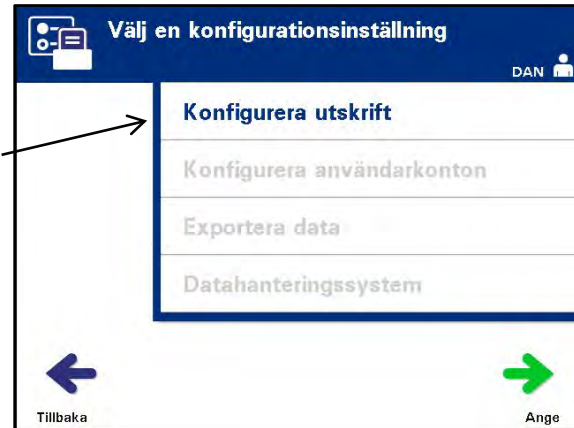 Välj en konfigurationsinställning
DAN
Konfigurera utskrift
Konfigurera användarkonton
Exportera data
Datahanteringssystem
Tillbaka
Ange